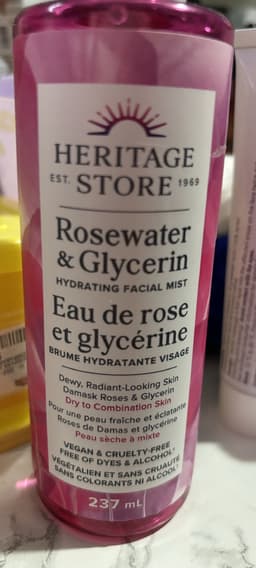 HERITAGE
EST. STORE 1969
Rosewater
& Glycerin
HYDRATING FACIAL MIST
Eau de rose
et glycérine
BRUME HYDRATANTE VISAGE
Dewy, Radiant-Looking Skin
Damask Roses & Glycerin
Dry to Combination Skin
Pour une peau fraîche et éclatante
Roses de Damas et glycérine
Peau sèche à mixte
VEGAN & CRUELTY-FREE
FREE OF DYES & ALCOHOL!
VÉGÉTALIEN ET SANS CRUAUTÉ
SANS COLORANTS NI ALCOOL!
237 mL